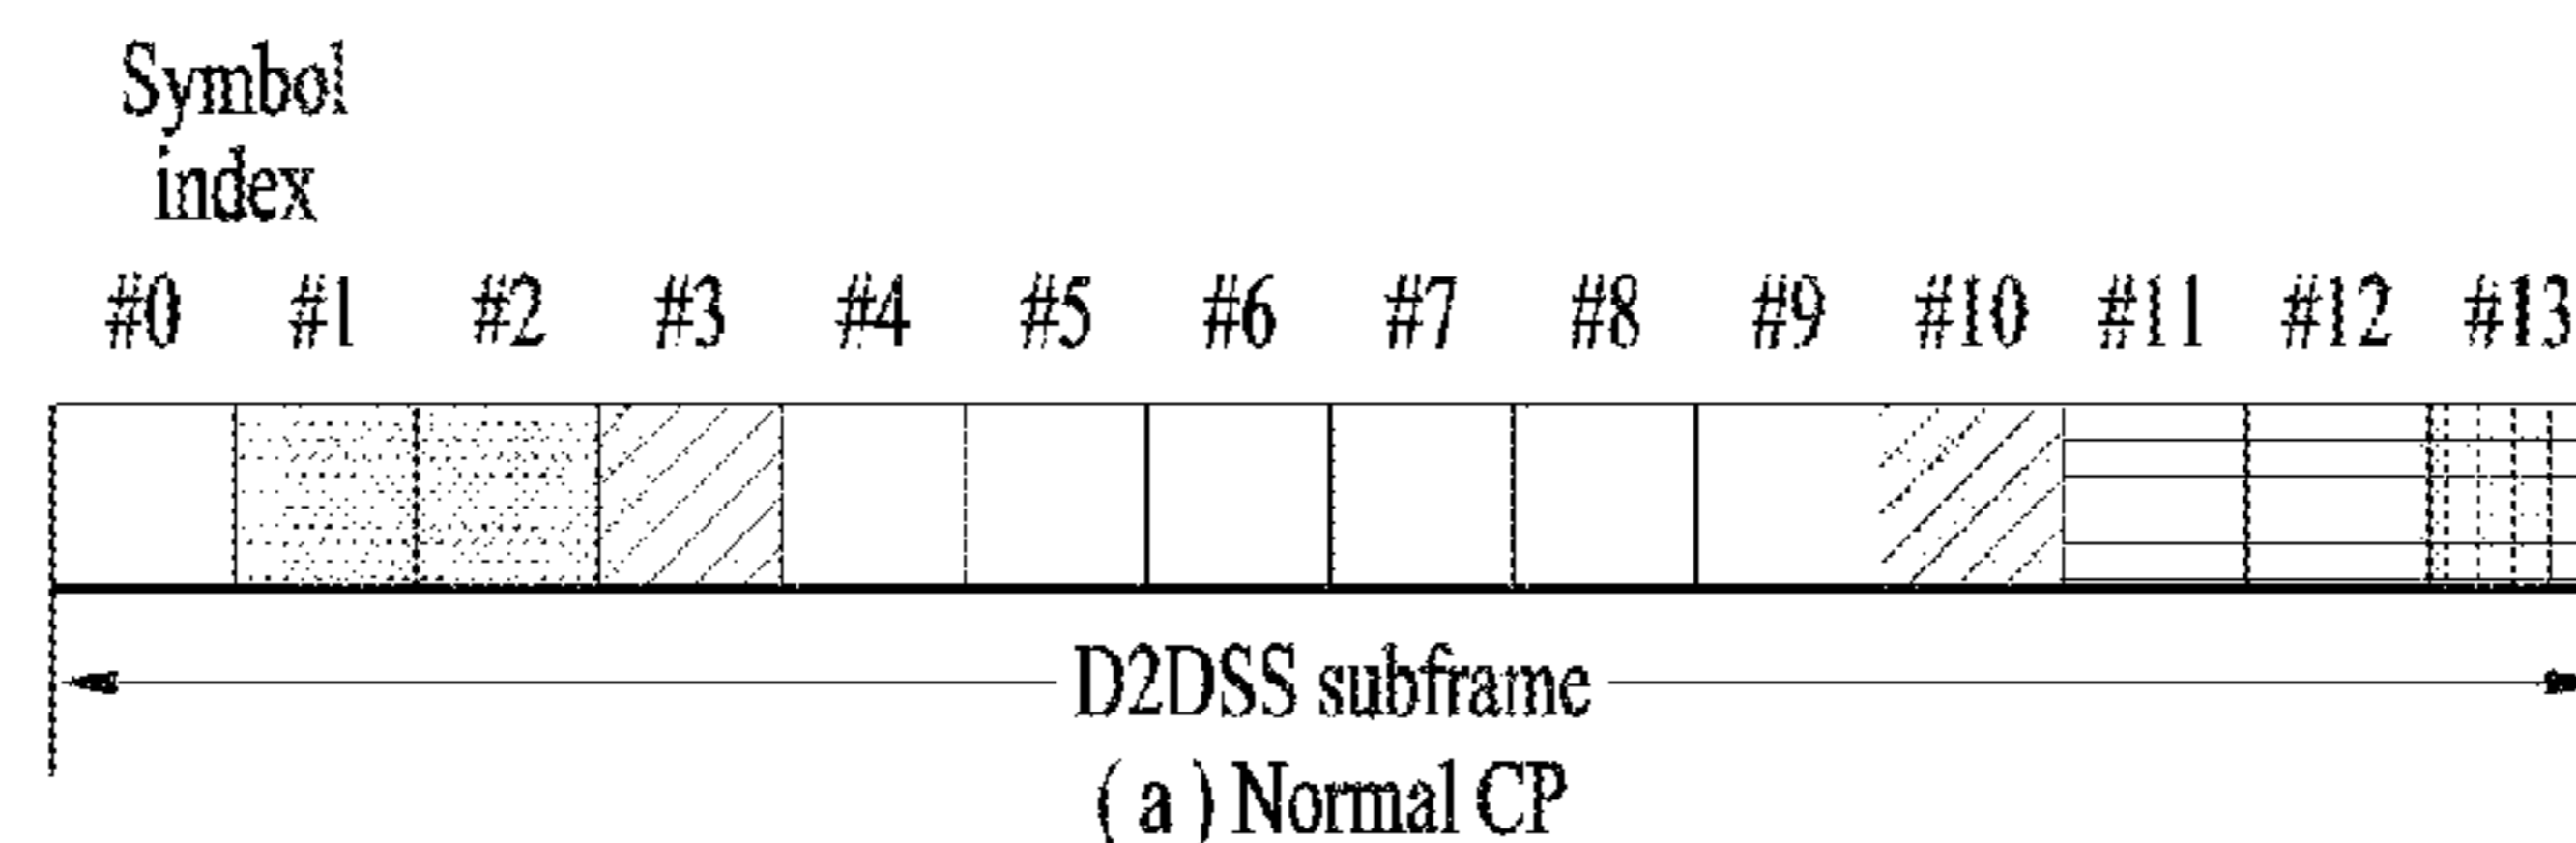 Symbol
index
#0 #1 #2 #3 #4 #5 #6 #7 #8 #9 #10 #11 #12 #13
D2DSS subframe
( a ) Normal CP